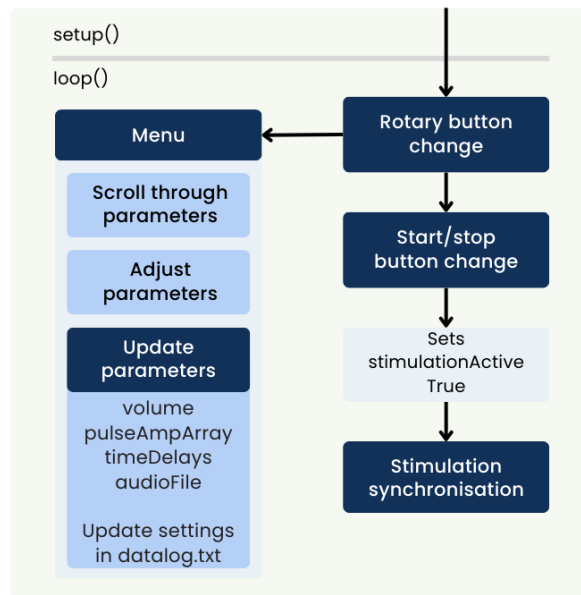 setup()
loop()
Menu
Scroll through
parameters
Adjust
parameters
Update
parameters
volume
pulseAmpArray
timeDelays
audioFile
Update settings
in datalog.txt
Rotary button
change
Start/stop
button change
Sets
stimulationActive
True
Stimulation
synchronisation